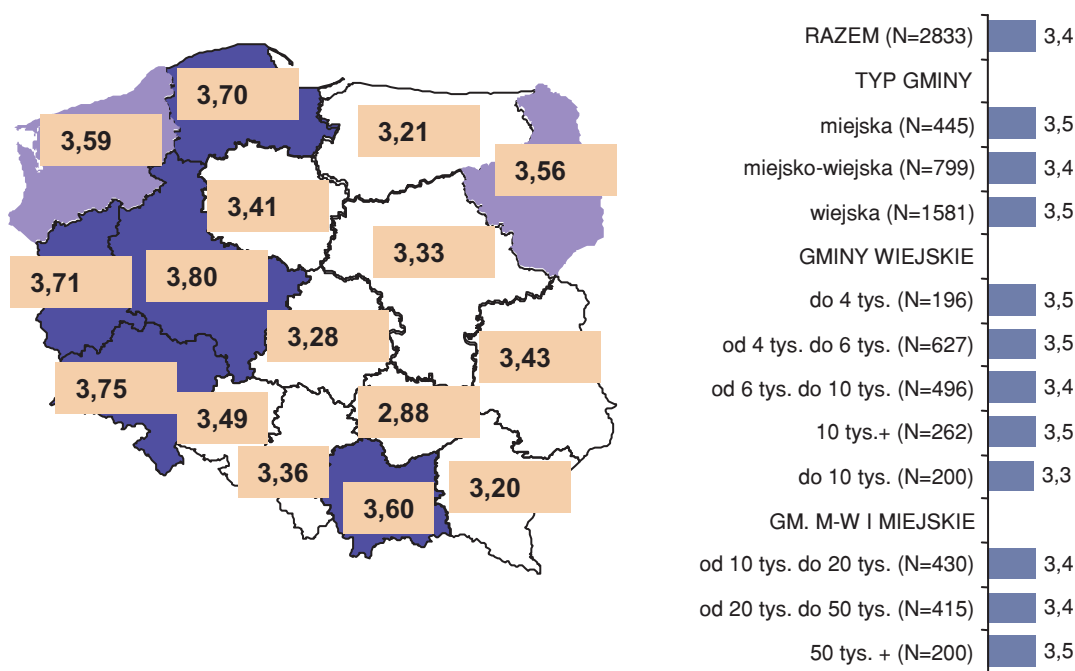 3,70
3,59
3,21
3,56
3,41
3,33
3,71
3,80
3,28
3,43
3,75
3,49
2,88
3,36
3,20
3,60
RAZEM (N=2833) 3,4
TYP GMINY
miejska (N=445) 3,5
miejsko-wiejska (N=799) 3,4
wiejska (N=1581) 3,5
GMINY WIEJSKIE
do 4 tys. (N=196) 3,5
od 4 tys. do 6 tys. (N=627) 3,5
od 6 tys. do 10 tys. (N=496) 3,4
10 tys.+ (N=262) 3,5
do 10 tys. (N=200) 3,3
GM. M-W I MIEJSKIE
od 10 tys. do 20 tys. (N=430) 3,4
od 20 tys. do 50 tys. (N=415) 3,4
50 tys. + (N=200) 3,5